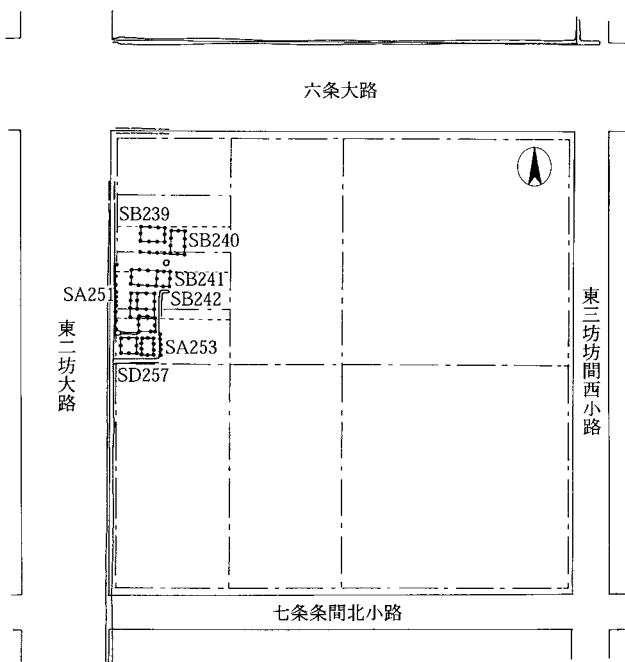 六条大路
SB239
SB240
SB241
SA251
SB242
SA253
SD257
東二坊大路
東三坊坊間西小路
七条条間北小路